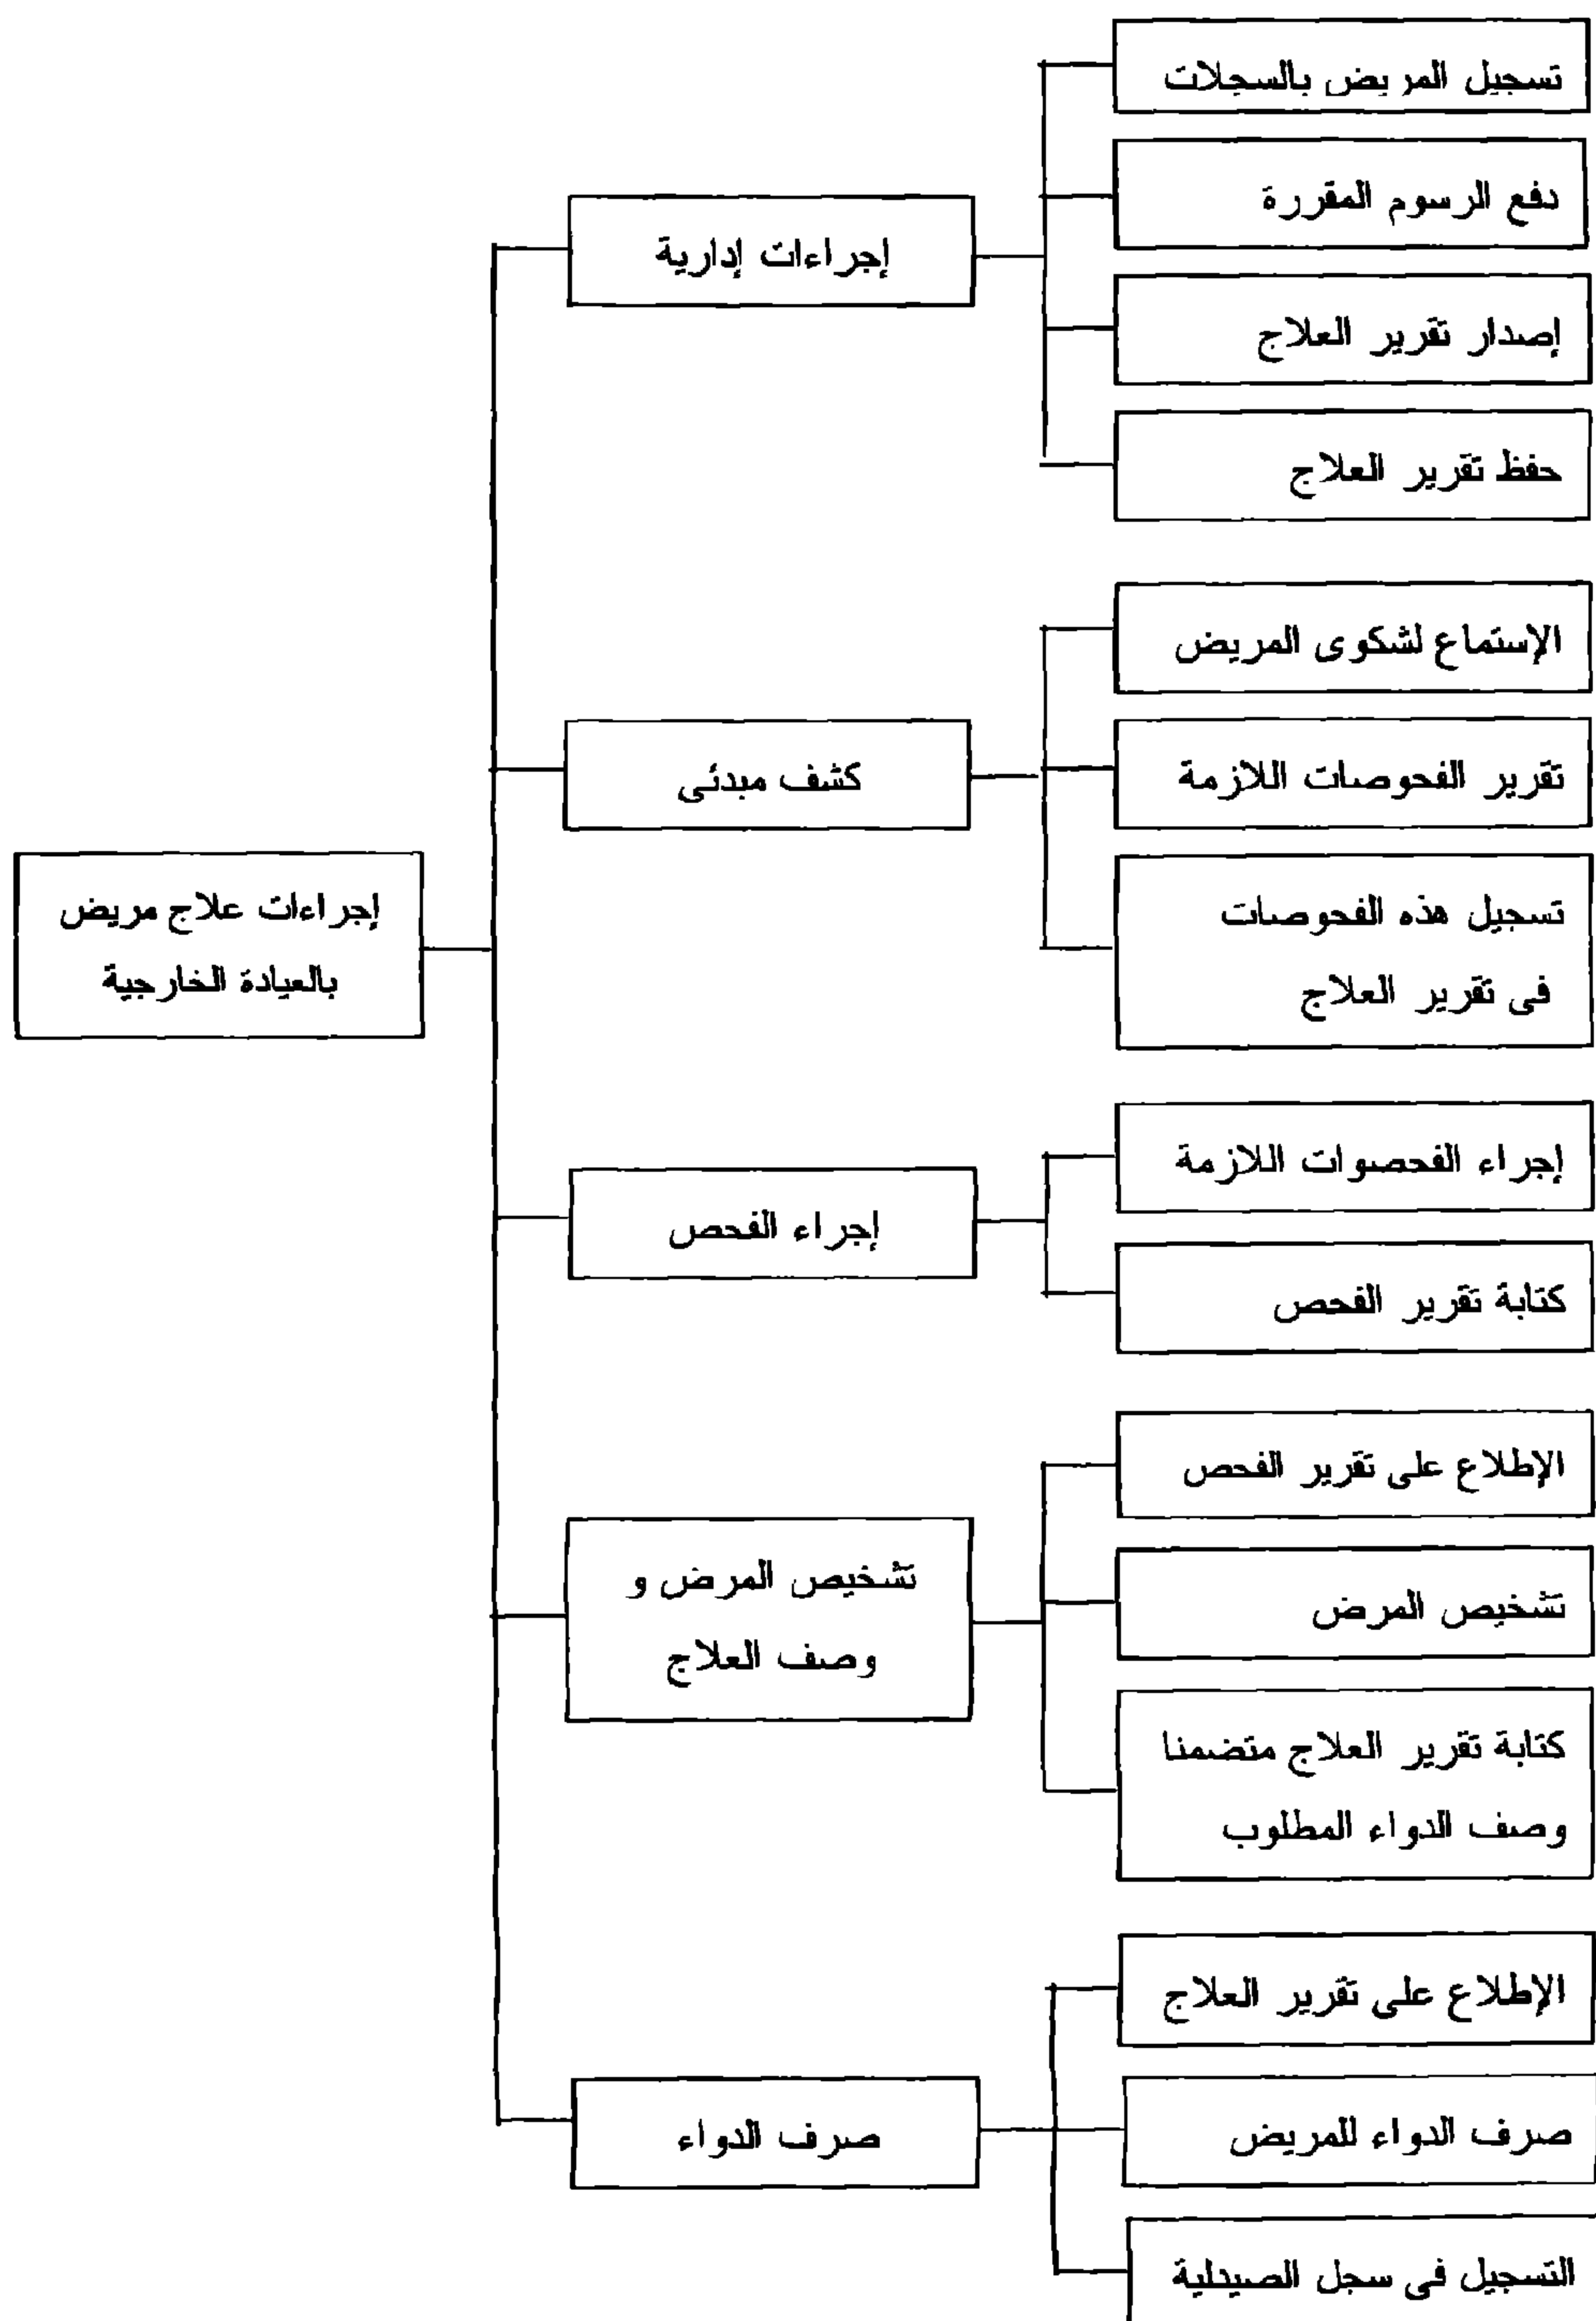 إجراءات علاج مريض
بالعيادة الخارجية
إجراءات إدارية
تسجيل المريض بالسجلات
دفع الرسوم المقررة
إصدار تقرير العلاج
حفظ تقرير العلاج
كشف مبدئى
الإستماع لشكوى المريض
تقرير الفحوصات اللازمة
تسجيل هذه الفحوصات
فى تقرير العلاج
إجراء الفحص
إجراء الفحصوات اللازمة
كتابة تقرير الفحص
تشخيص المرض و
وصف العلاج
الإطلاع على تقرير الفحص
تشخيص المرض
كتابة تقرير العلاج متضمنا
وصف الدواء المطلوب
صرف الدواء
الإطلاع على تقرير العلاج
صرف الدواء للمريض
التسجيل فى سجل الصيدلية